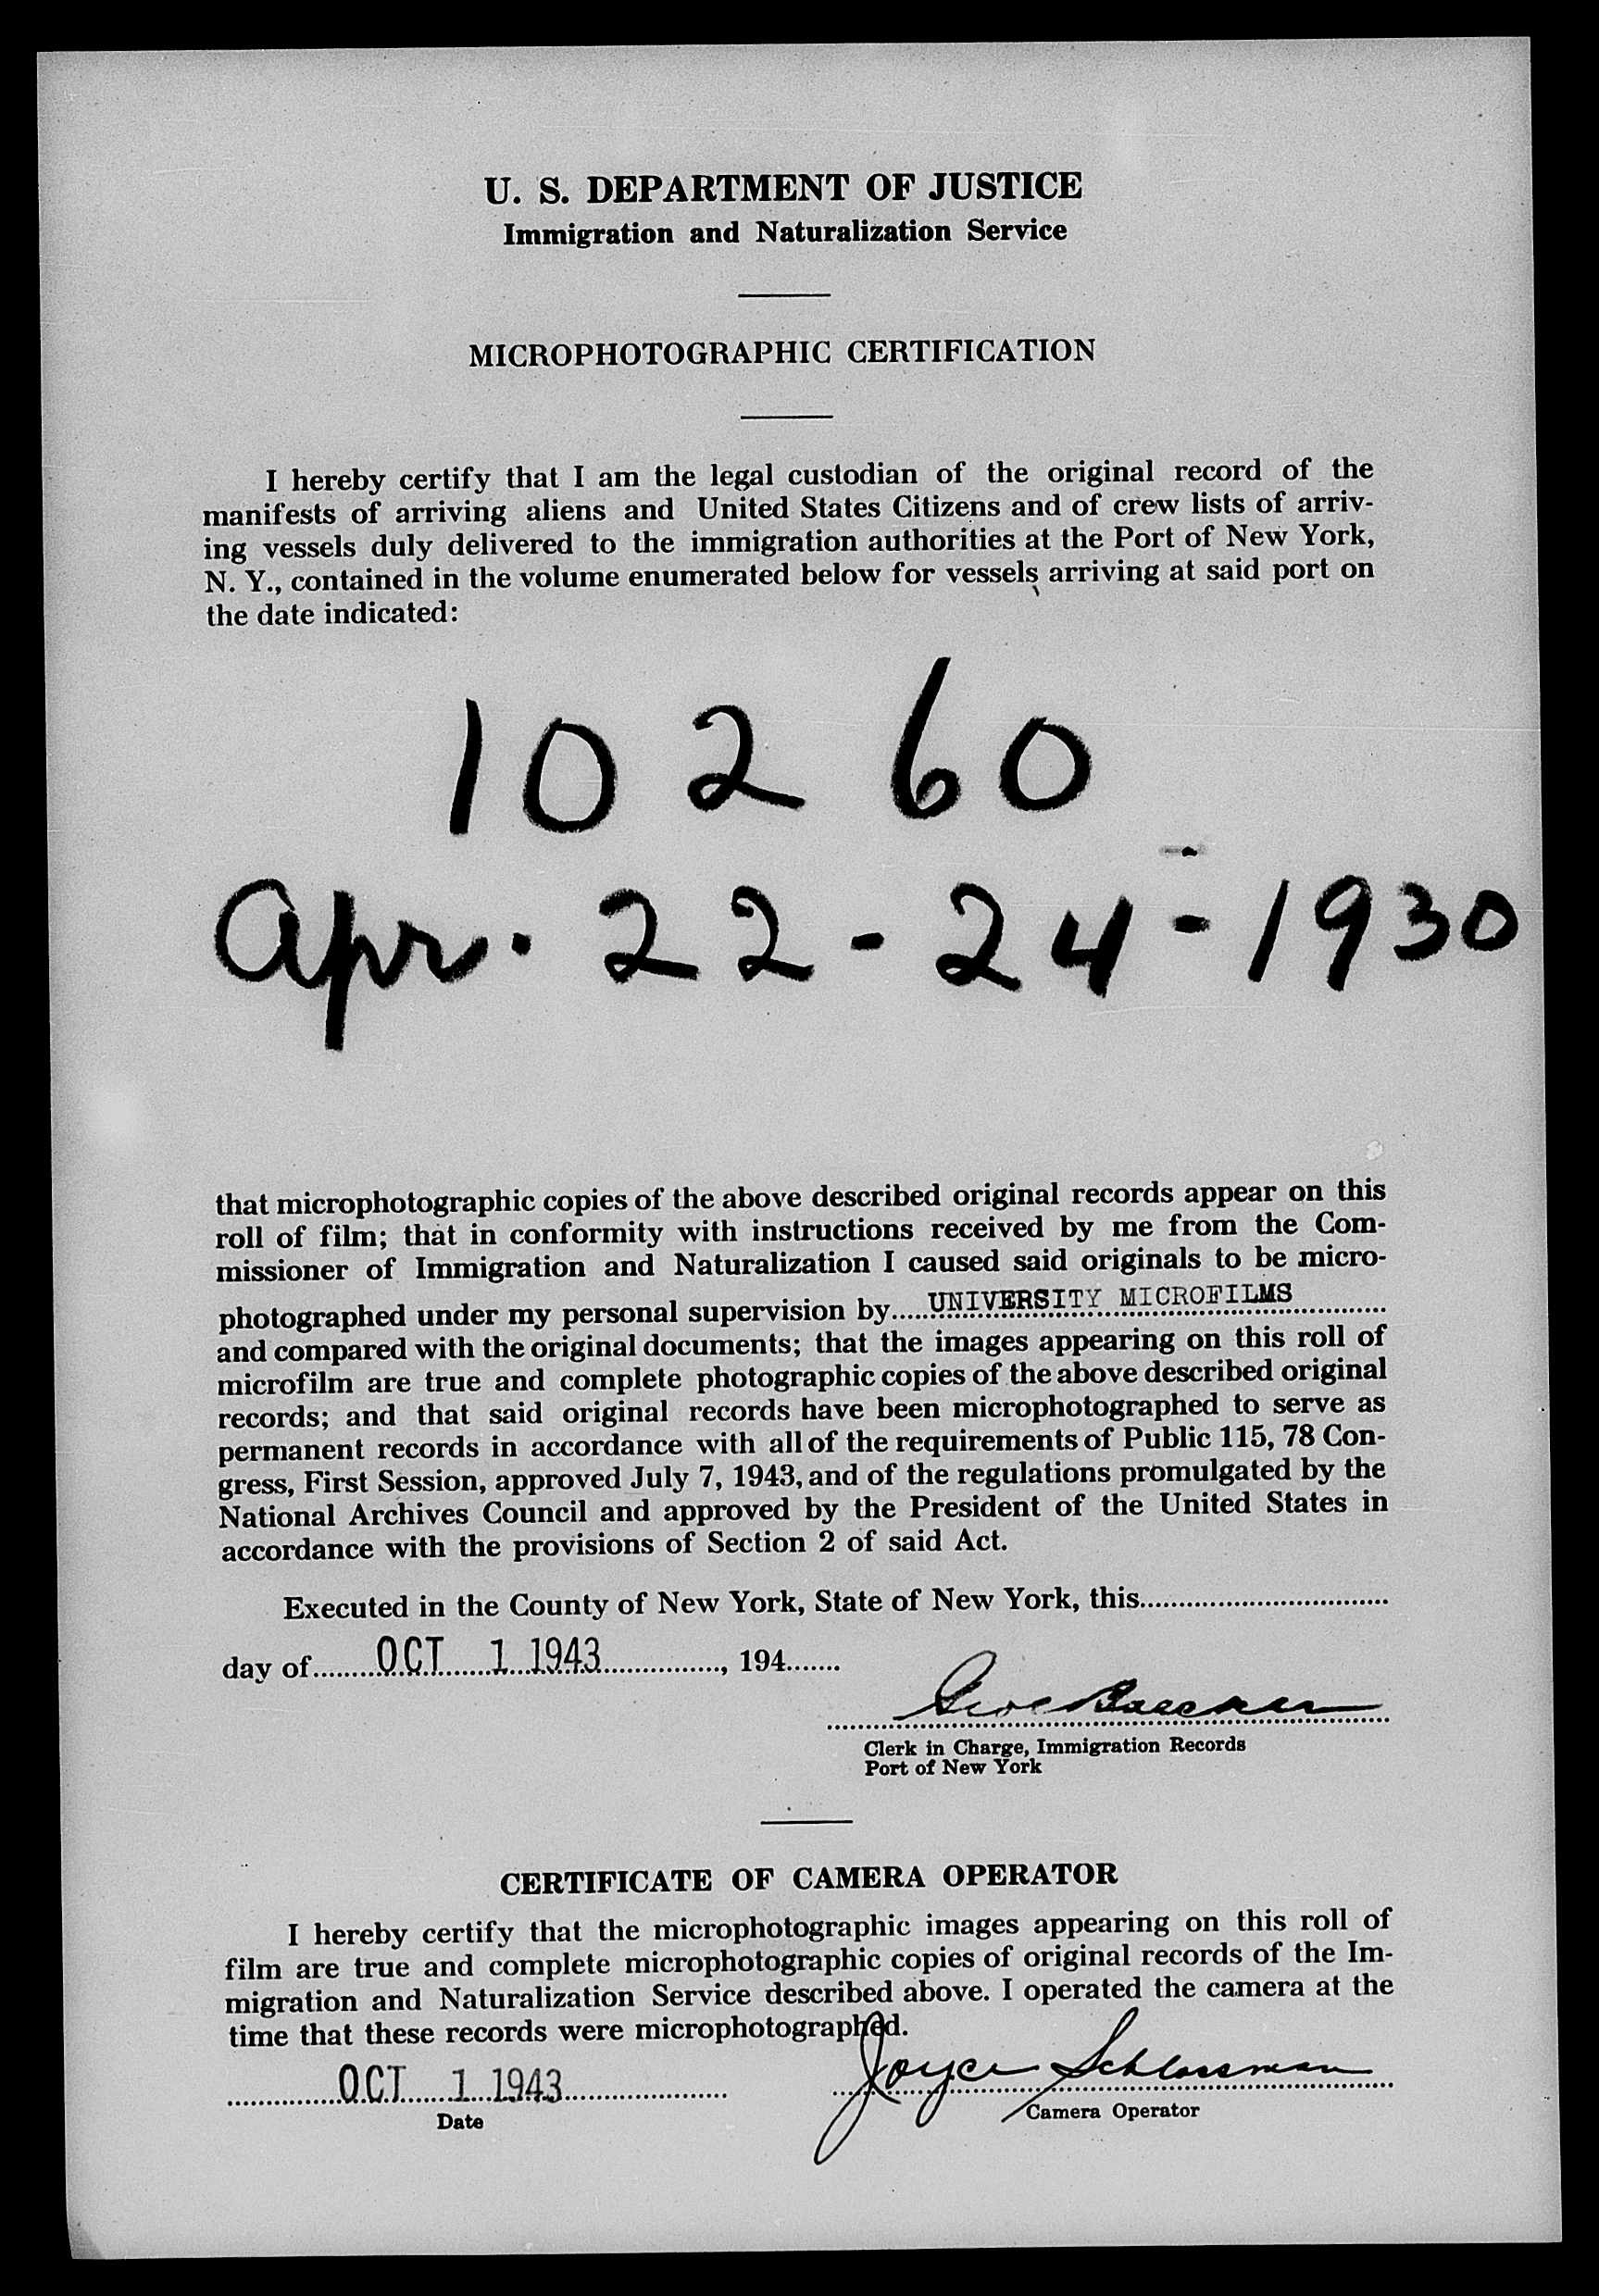 U. S. DEPARTMENT OF JUSTICE
Immigration and Naturalization Service
MICROPHOTOGRAPHIC CERTIFICATION
I hereby certify that I am the legal custodian of the original record of the
manifests of arriving aliens and United States Citizens and of crew lists of arriv-
ing vessels duly delivered to the immigration authorities at the Port of New York,
N. Y., contained in the volume enumerated below for vessels arriving at said port on
the date indicated:
10260
Apr. 22-24-1930
that microphotographic copies of the above described original records appear on this
roll of film; that in conformity with instructions received by me from the Com-
missioner of Immigration and Naturalization I caused said originals to be micro-
photographed under my personal supervision by.....UNIVERSITY MICROFILMS
and compared with the original documents; that the images appearing on this roll of
microfilm are true and complete photographic copies of the above described original
records; and that said original records have been microphotographed to serve as
permanent records in accordance with all of the requirements of Public 115, 78 Con-
gress, First Session, approved July 7, 1943, and of the regulations promulgated by the
National Archives Council and approved by the President of the United States in
accordance with the provisions of Section 2 of said Act.
Executed in the County of New York, State of New York, this
day of OCT 1 1943, 194
Clerk in Charge, Immigration Records
Port of New York
CERTIFICATE OF CAMERA OPERATOR
I hereby certify that the microphotographic images appearing on this roll of
film are true and complete microphotographic copies of original records of the Im-
migration and Naturalization Service described above. I operated the camera at the
time that these records were microphotographed.
OCT 1 1943 Joyce Schlossman
Date Camera Operator